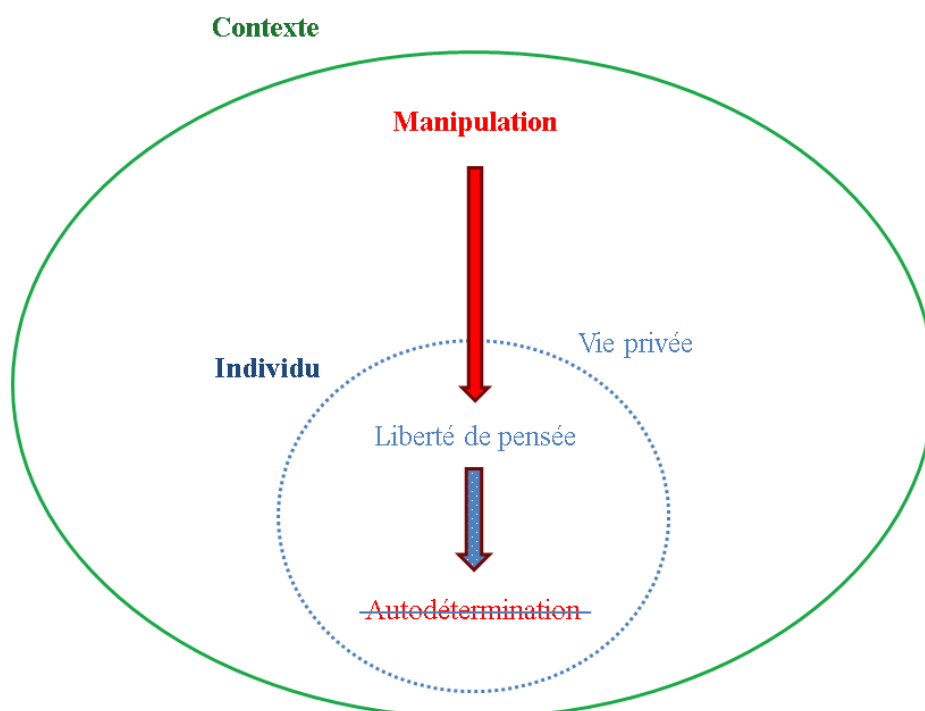 Contexte
Manipulation
Vie privée
Individu
Liberté de pensée
Autodétermination